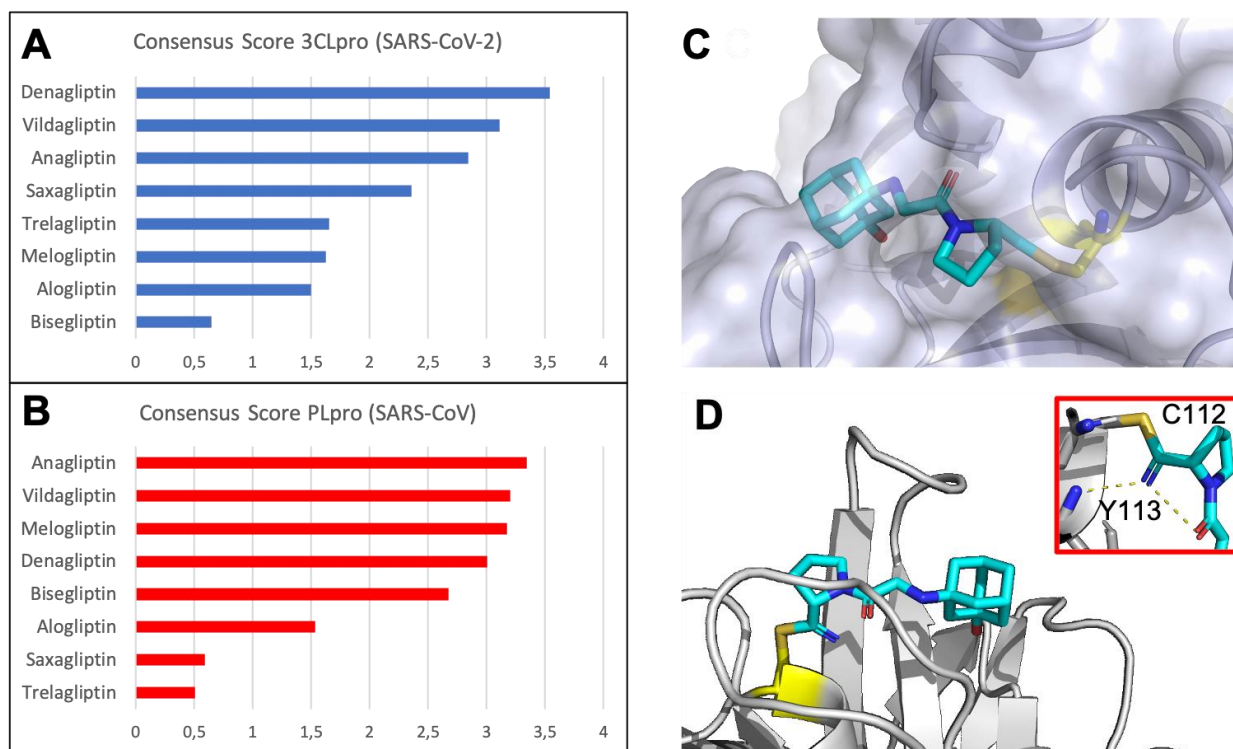 A
Consensus Score 3CLpro (SARS-CoV-2)
Denagliptin
Vildagliptin
Anagliptin
Saxagliptin
Trelagliptin
Melogliptin
Alogliptin
Bisegliptin
0 0,5 1 1,5 2 2,5 3 3,5 4
B
Consensus Score PLpro (SARS-CoV)
Anagliptin
Vildagliptin
Melogliptin
Denagliptin
Bisegliptin
Alogliptin
Saxagliptin
Trelagliptin
0 0,5 1 1,5 2 2,5 3 3,5 4
C
D
C112
Y113